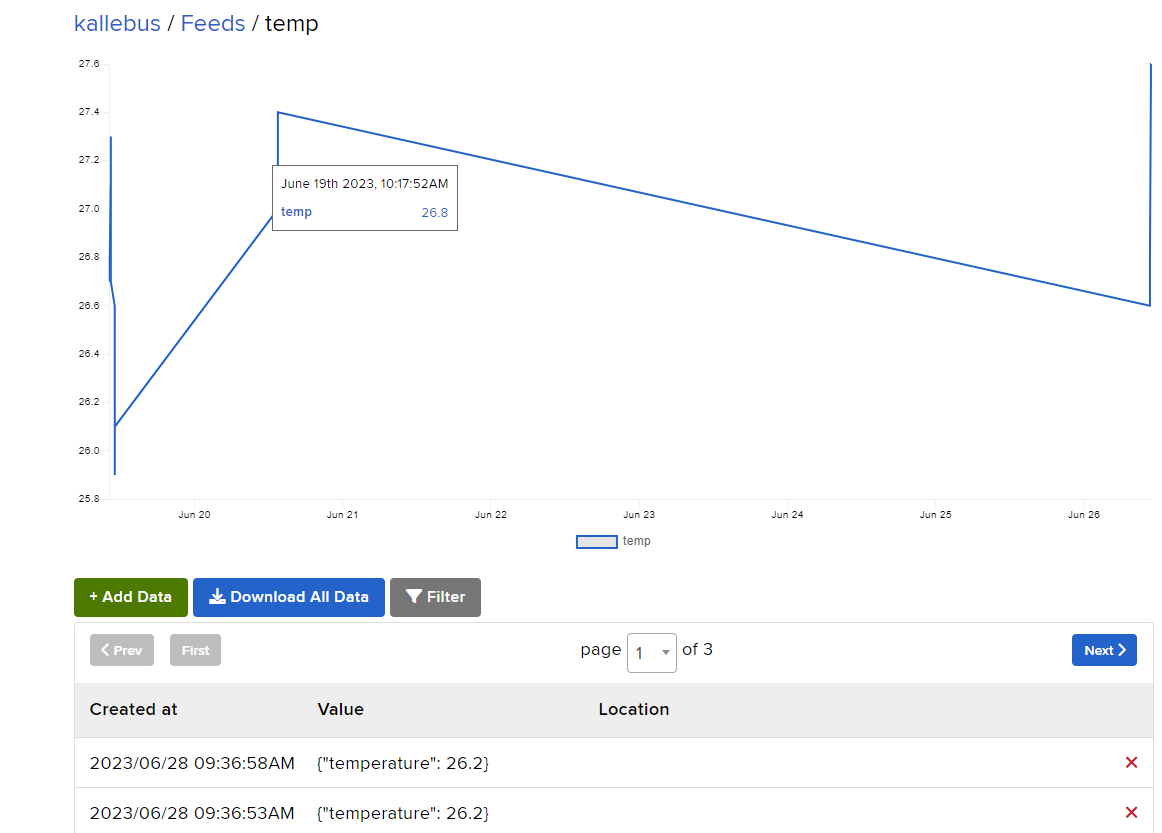 kallebus / Feeds / temp
27.6
27.4
27.2
27.0
26.8
26.6
26.4
26.2
26.0
25.8
June 19th 2023, 10:17:52AM
temp 26.8
Jun 20 Jun 21 Jun 22 Jun 23 Jun 24 Jun 25 Jun 26
temp
+ Add Data Download All Data Filter
Prev First page 1 of 3 Next
Created at Value Location
2023/06/28 09:36:58AM {"temperature": 26.2}
2023/06/28 09:36:53AM {"temperature": 26.2}